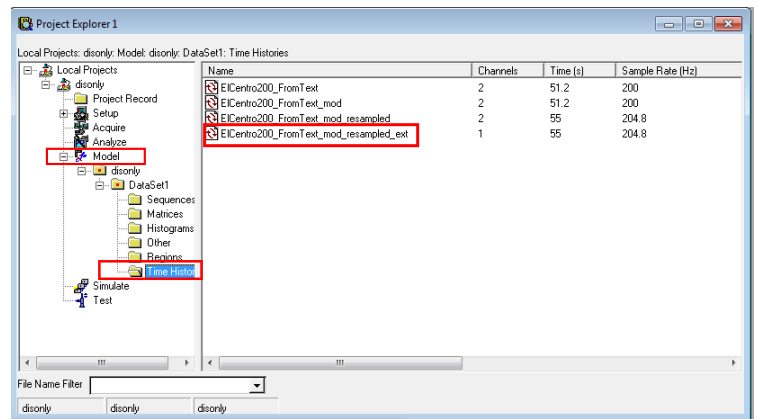 Project Explorer 1
Local Projects: disonly: Model: disonly: DataSet1: Time Histories
Local Projects
disonly
Project Record
Setup
Acquire
Analyze
Model
disonly
DataSet1
Sequences
Matrices
Histograms
Other
Regions
Time Histor
Simulate
Test
Name Channels Time (s) Sample Rate (Hz)
ElCentro200_FromText 2 51.2 200
ElCentro200_FromText_mod 2 51.2 200
ElCentro200_FromText_mod_resampled 2 55 204.8
ElCentro200_FromText_mod_resampled_ext 1 55 204.8
File Name Filter
disonly disonly disonly